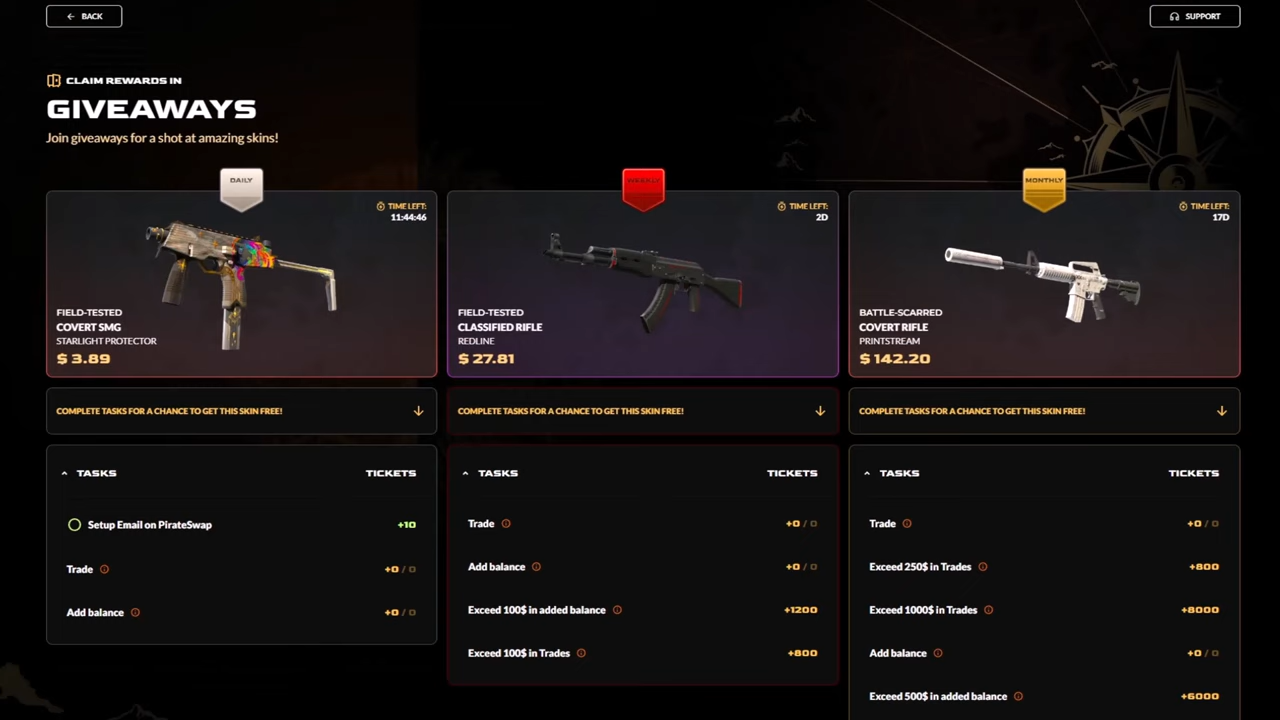 BACK
SUPPORT
CLAIM REWARDS IN
GIVEAWAYS
Join giveaways for a shot at amazing skins!
DAILY
TIME LEFT:
11:44:46
FIELD-TESTED
COVERT SMG
STARLIGHT PROTECTOR
$ 3.89
WEEKLY
TIME LEFT:
2D
FIELD-TESTED
CLASSIFIED RIFLE
REDLINE
$ 27.81
MONTHLY
TIME LEFT:
17D
BATTLE-SCARRED
COVERT RIFLE
PRINTSTREAM
$ 142.20
COMPLETE TASKS FOR A CHANCE TO GET THIS SKIN FREE!
COMPLETE TASKS FOR A CHANCE TO GET THIS SKIN FREE!
COMPLETE TASKS FOR A CHANCE TO GET THIS SKIN FREE!
TASKS TICKETS
Setup Email on PirateSwap +10
Trade +0 / 0
Add balance +0 / 0
TASKS TICKETS
Trade +0 / 0
Add balance +0 / 0
Exceed 100$ in added balance +1200
Exceed 100$ in Trades +800
TASKS TICKETS
Trade +0 / 0
Exceed 250$ in Trades +800
Exceed 1000$ in Trades +8000
Add balance +0 / 0
Exceed 500$ in added balance +6000